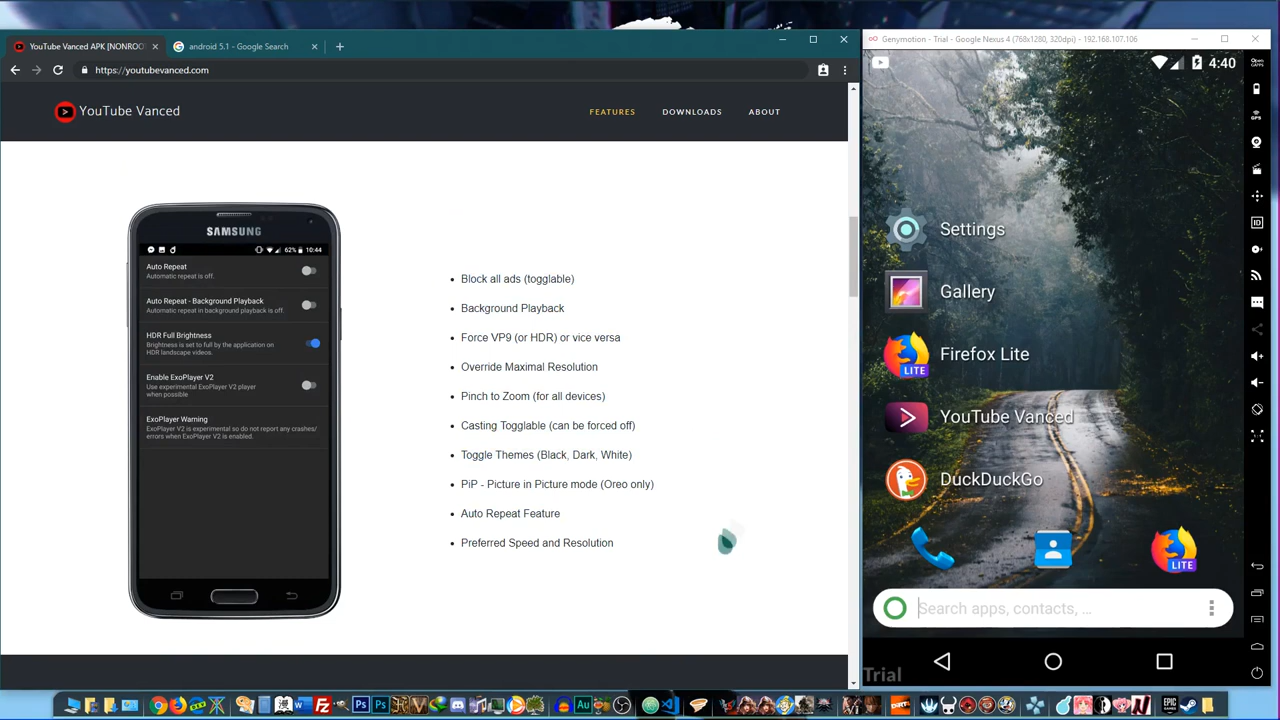 YouTube Vanced APK [NONROO
android 5.1 - Google Search
https://youtubevanced.com
YouTube Vanced
FEATURES
DOWNLOADS
ABOUT
SAMSUNG
62% 10:44
Auto Repeat
Automatic repeat is off.
Auto Repeat - Background Playback
Automatic repeat in background playback is off.
HDR Full Brightness
Brightness is set to full by the application on
HDR landscape videos.
Enable ExoPlayer V2
Use experimental ExoPlayer V2 player
when possible
ExoPlayer Warning
ExoPlayer V2 is experimental so do not report any crashes/
errors when ExoPlayer V2 is enabled.
Block all ads (togglable)
Background Playback
Force VP9 (or HDR) or vice versa
Override Maximal Resolution
Pinch to Zoom (for all devices)
Casting Togglable (can be forced off)
Toggle Themes (Black, Dark, White)
PiP - Picture in Picture mode (Oreo only)
Auto Repeat Feature
Preferred Speed and Resolution
Genymotion - Trial - Google Nexus 4 (768x1280, 320dpi) - 192.168.107.106
4:40
Settings
Gallery
LITE
Firefox Lite
YouTube Vanced
DuckDuckGo
LITE
Search apps, contacts, ...
Trial
GPS
ID